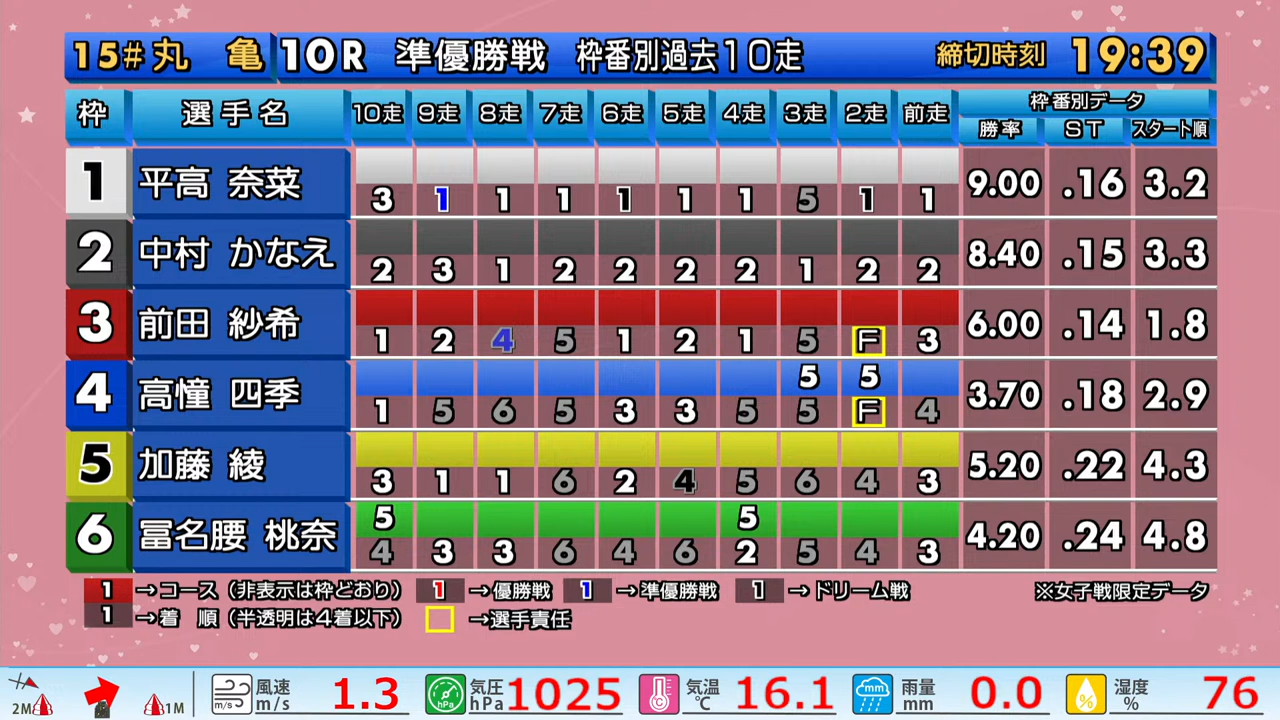 15#丸 亀 10R 準優勝戦 枠番別過去10走 締切時刻 19:39
枠 選手名 10走 9走 8走 7走 6走 5走 4走 3走 2走 前走 枠番別データ
勝率 ST スタート順
1 平高 奈菜 3 1 1 1 1 1 1 5 1 1 9.00 .16 3.2
2 中村 かなえ 2 3 1 2 2 2 2 1 2 2 8.40 .15 3.3
3 前田 紗希 1 2 4 5 1 2 1 5 F 3 6.00 .14 1.8
5 5
4 高憧 四季 1 5 6 5 3 3 5 5 F 4 3.70 .18 2.9
5 加藤 綾 3 1 1 6 2 4 5 6 4 3 5.20 .22 4.3
5 5
6 冨名腰 桃奈 4 3 3 6 4 6 2 5 4 3 4.20 .24 4.8
1 →コース(非表示は枠どおり) 1 →優勝戦 1 →準優勝戦 1 →ドリーム戦 ※女子戦限定データ
1 →着 順(半透明は4着以下) →選手責任
2M 1M m/s 風速 m/s 1.3 hPa 気圧 hPa 1025 ℃ 気温 ℃ 16.1 mm 雨量 mm 0.0 % 湿度 % 76